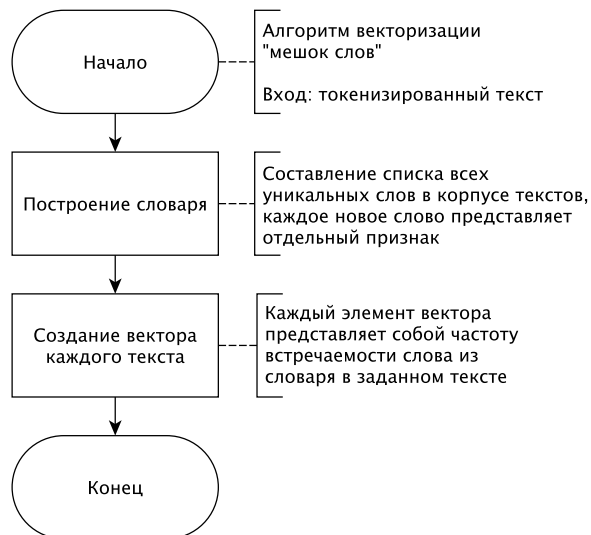 Начало
Алгоритм векторизации
"мешок слов"
Вход: токенизированный текст
Построение словаря
Составление списка всех
уникальных слов в корпусе текстов,
каждое новое слово представляет
отдельный признак
Создание вектора
каждого текста
Каждый элемент вектора
представляет собой частоту
встречаемости слова из
словаря в заданном тексте
Конец